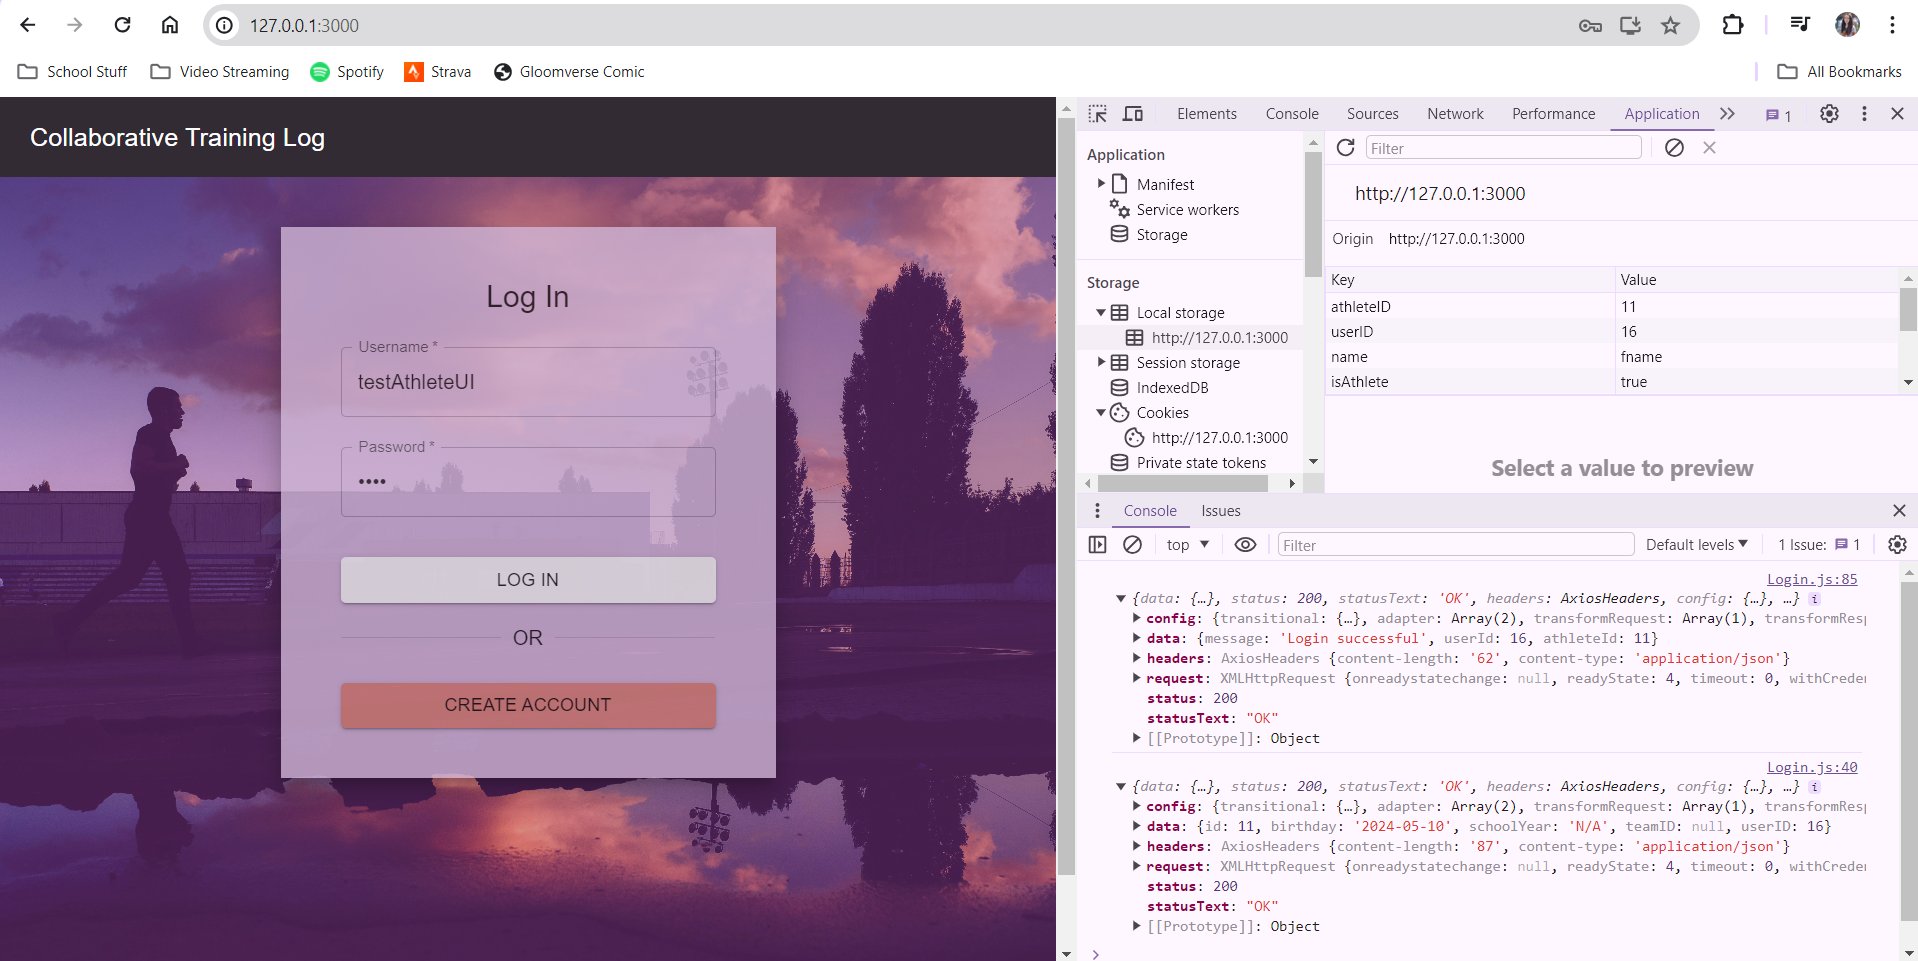 127.0.0.1:3000
School Stuff Video Streaming Spotify Strava Gloomverse Comic All Bookmarks
Collaborative Training Log
Log In
Username *
testAthleteUI
Password *
••••
LOG IN
OR
CREATE ACCOUNT
Elements Console Sources Network Performance Application 1
Application
Manifest
Service workers
Storage
Storage
Local storage
http://127.0.0.1:3000
Session storage
IndexedDB
Cookies
http://127.0.0.1:3000
Private state tokens
Filter
http://127.0.0.1:3000
Origin http://127.0.0.1:3000
Key Value
athleteID 11
userID 16
name fname
isAthlete true
Select a value to preview
Console Issues
top Filter Default levels 1 Issue: 1
Login.js:85
{data: {…}, status: 200, statusText: 'OK', headers: AxiosHeaders, config: {…}, …} i
config: {transitional: {…}, adapter: Array(2), transformRequest: Array(1), transformResp
data: {message: 'Login successful', userId: 16, athleteId: 11}
headers: AxiosHeaders {content-length: '62', content-type: 'application/json'}
request: XMLHttpRequest {onreadystatechange: null, readyState: 4, timeout: 0, withCreden
status: 200
statusText: "OK"
[[Prototype]]: Object
Login.js:40
{data: {…}, status: 200, statusText: 'OK', headers: AxiosHeaders, config: {…}, …} i
config: {transitional: {…}, adapter: Array(2), transformRequest: Array(1), transformResp
data: {id: 11, birthday: '2024-05-10', schoolYear: 'N/A', teamID: null, userID: 16}
headers: AxiosHeaders {content-length: '87', content-type: 'application/json'}
request: XMLHttpRequest {onreadystatechange: null, readyState: 4, timeout: 0, withCreden
status: 200
statusText: "OK"
[[Prototype]]: Object